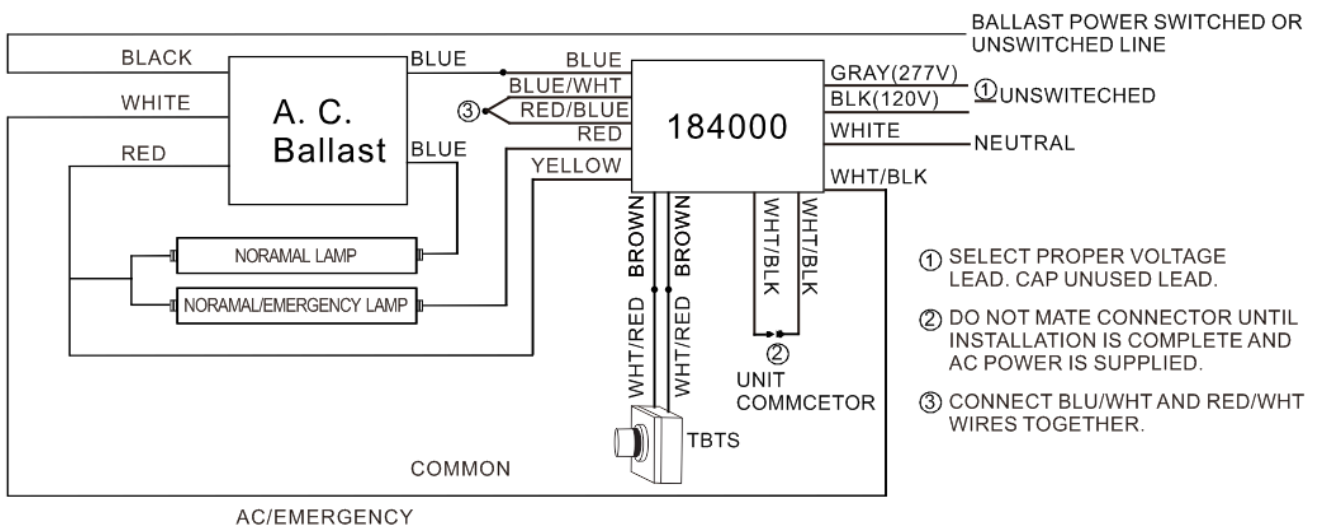 BALLAST POWER SWITCHED OR
UNSWITCHED LINE
BLACK
BLUE
BLUE
GRAY(277V)
BLUE/WHT
① UNSWITECHED
WHITE
③
RED/BLUE
BLK(120V)
A. C.
Ballast
184000
RED
WHITE
NEUTRAL
RED
BLUE
YELLOW
WHT/BLK
BROWN
BROWN
WHT/BLK
WHT/BLK
NORAMAL LAMP
NORAMAL/EMERGENCY LAMP
WHT/RED
WHT/RED
②
UNIT
COMMCETOR
TBTS
① SELECT PROPER VOLTAGE
LEAD. CAP UNUSED LEAD.
② DO NOT MATE CONNECTOR UNTIL
INSTALLATION IS COMPLETE AND
AC POWER IS SUPPLIED.
③ CONNECT BLU/WHT AND RED/WHT
WIRES TOGETHER.
COMMON
AC/EMERGENCY